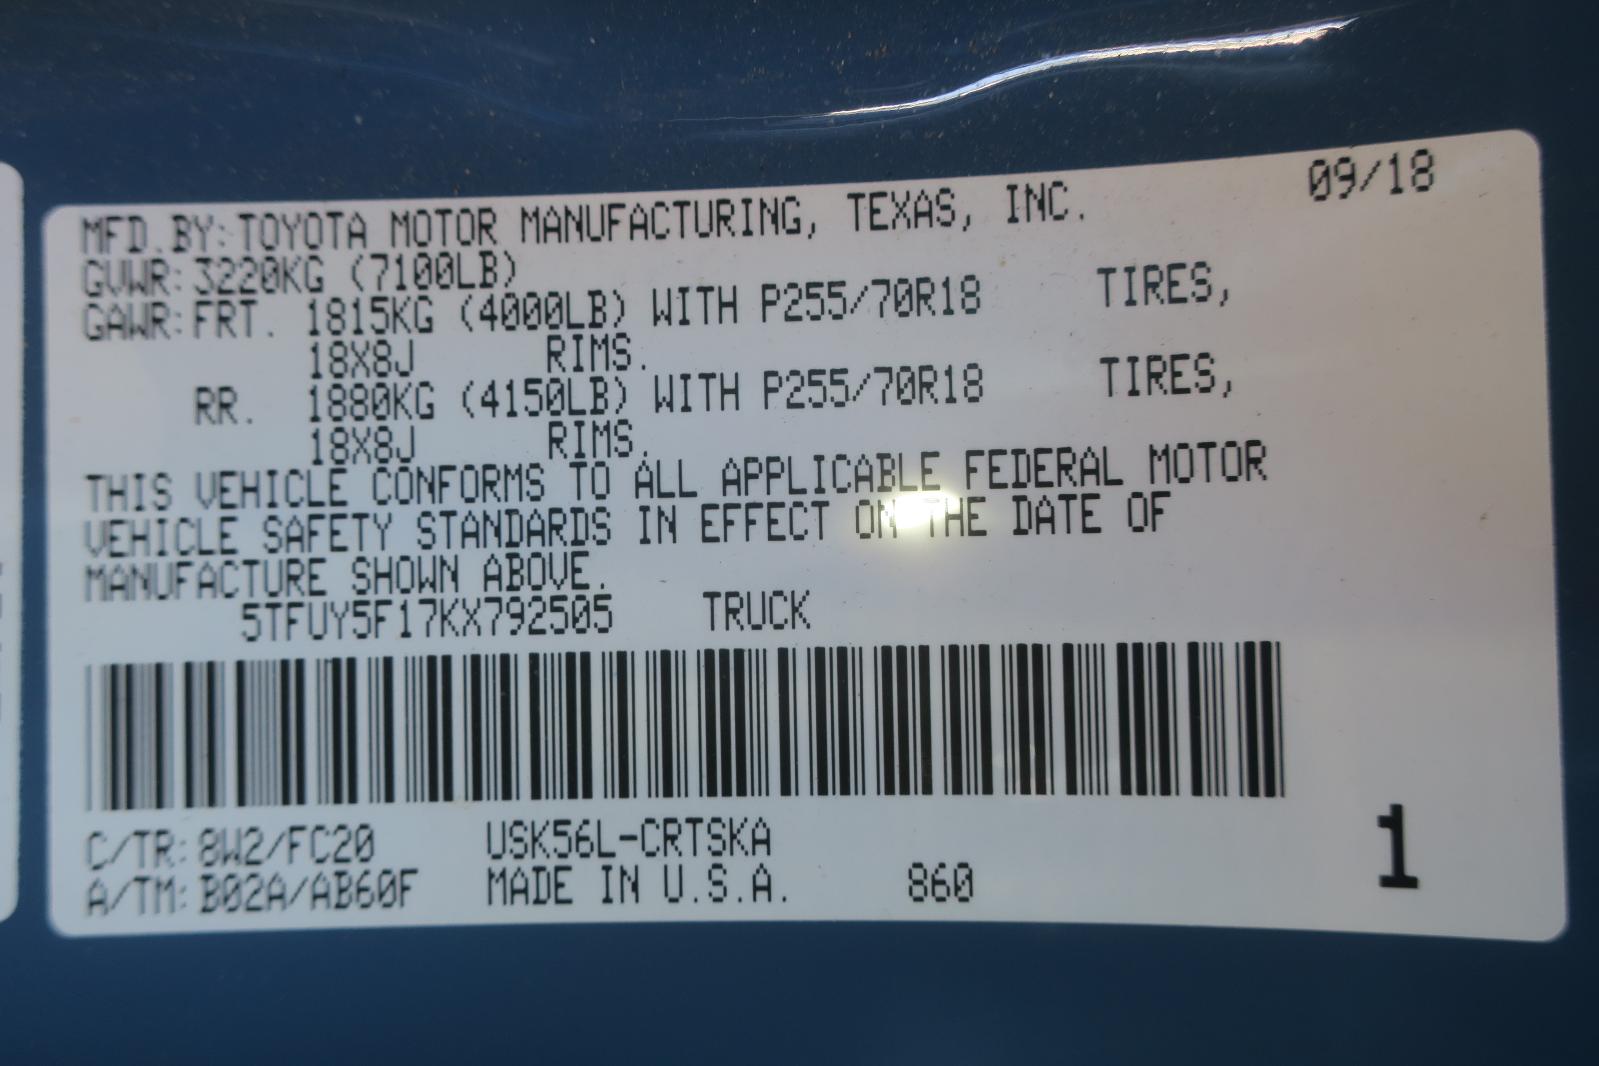 MFD.BY:TOYOTA MOTOR MANUFACTURING, TEXAS, INC. 09/18
GVWR:3220KG (7100LB)
GAWR:FRT. 1815KG (4000LB) WITH P255/70R18 TIRES,
18X8J RIMS.
RR. 1880KG (4150LB) WITH P255/70R18 TIRES,
18X8J RIMS.
THIS VEHICLE CONFORMS TO ALL APPLICABLE FEDERAL MOTOR
VEHICLE SAFETY STANDARDS IN EFFECT ON THE DATE OF
MANUFACTURE SHOWN ABOVE.
5TFUY5F17KX792505 TRUCK
C/TR:8W2/FC20 USK56L-CRTSKA
A/TM:B02A/AB60F MADE IN U.S.A. 860
1